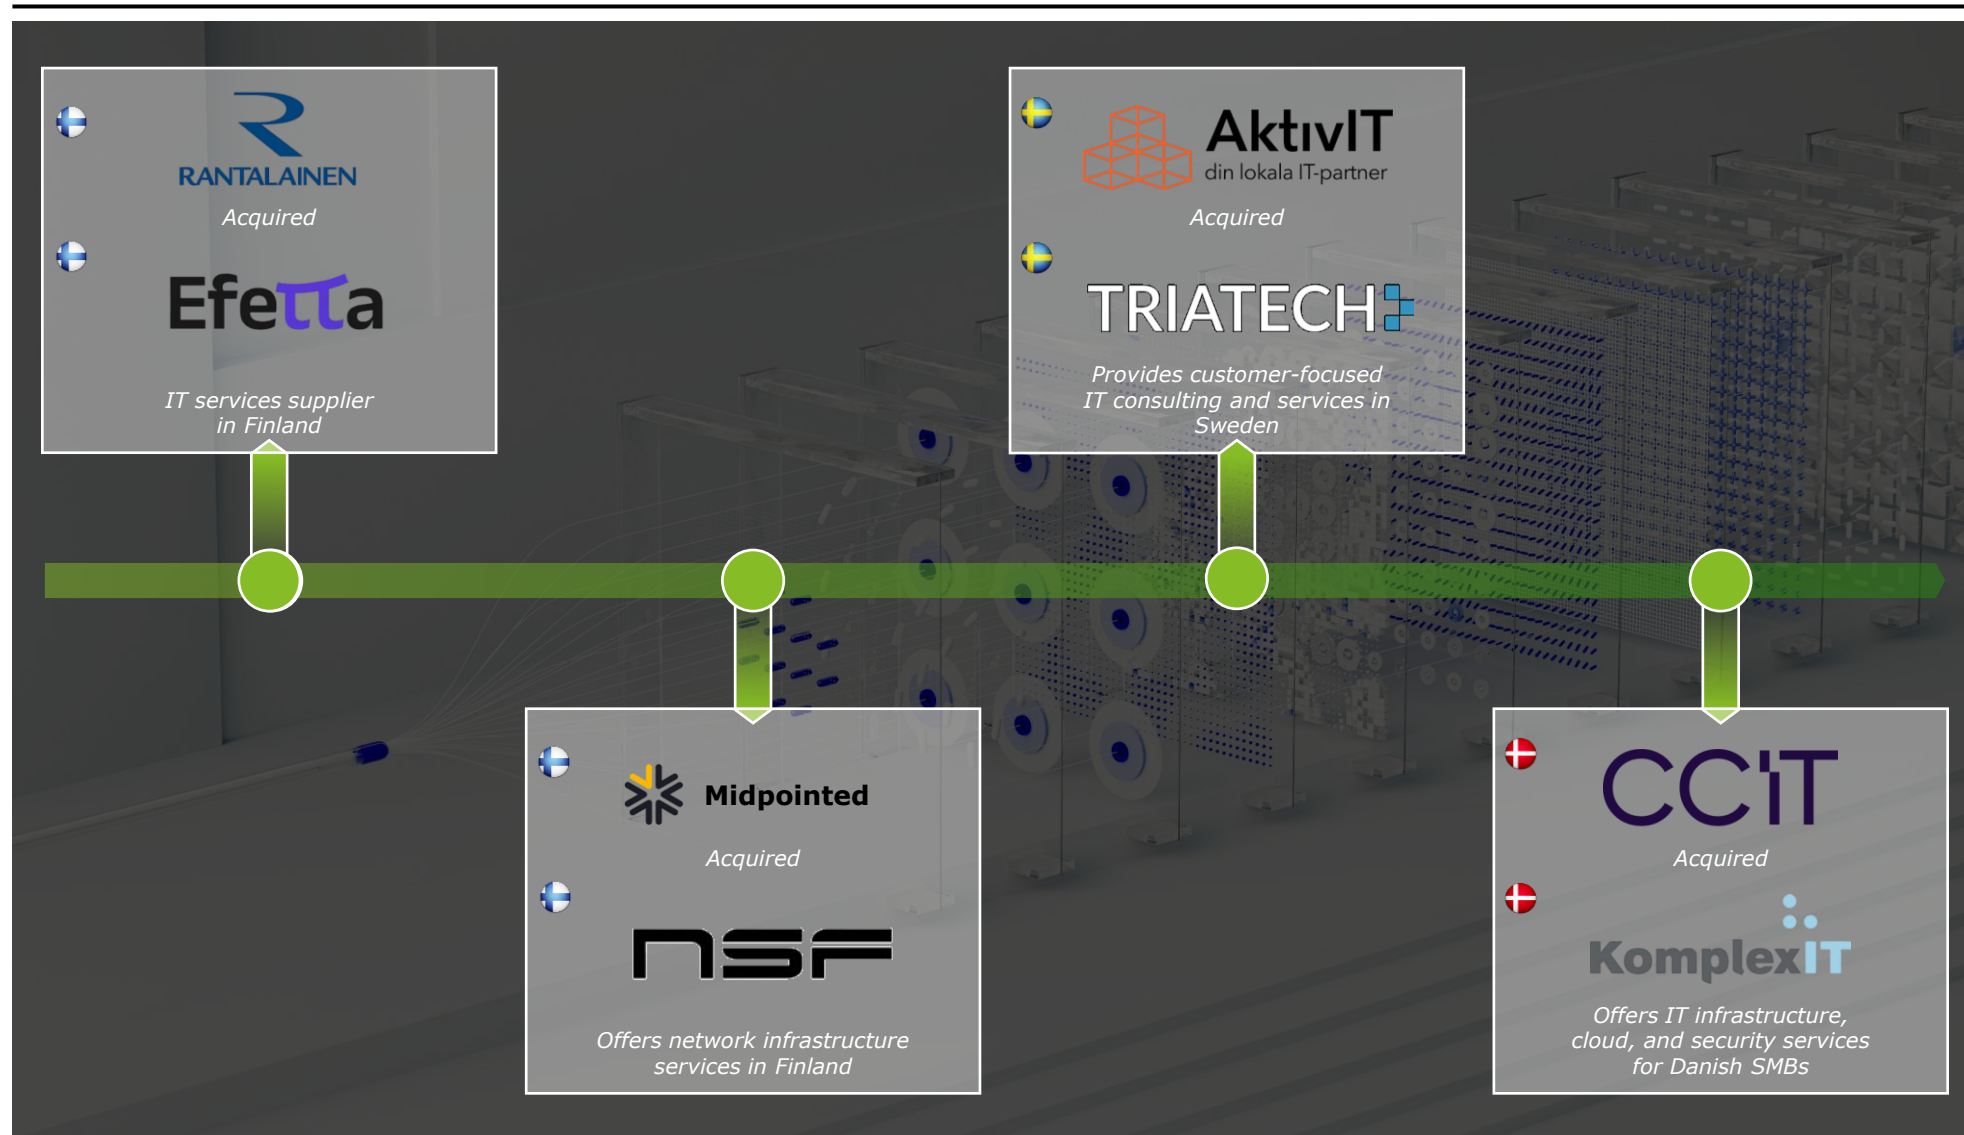 RANTALAINEN
Acquired
Efetta
IT services supplier
in Finland
Midpointed
Acquired
NSF
Offers network infrastructure
services in Finland
AktivIT
din lokala IT-partner
Acquired
TRIATECH
Provides customer-focused
IT consulting and services in
Sweden
CCIT
Acquired
KomplexIT
Offers IT infrastructure,
cloud, and security services
for Danish SMBs